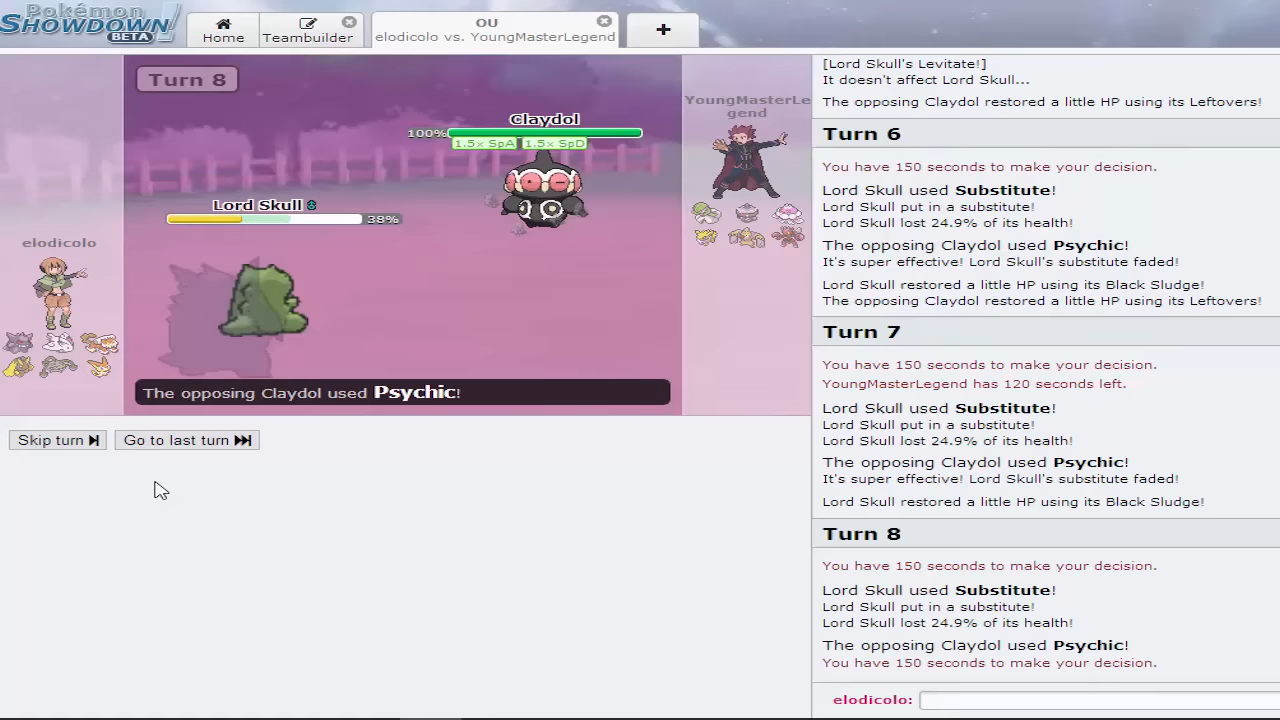 Pokémon
SHOWDOWN!
BETA
Home
Teambuilder
OU
elodicolo vs. YoungMasterLegend
+
Turn 8
Claydol
100%
1.5x SpA 1.5x SpD
Lord Skull
38%
elodicolo
YoungMasterLe
gend
The opposing Claydol used Psychic!
Skip turn
Go to last turn
[Lord Skull's Levitate!]
It doesn't affect Lord Skull...
The opposing Claydol restored a little HP using its Leftovers!
Turn 6
You have 150 seconds to make your decision.
Lord Skull used Substitute!
Lord Skull put in a substitute!
Lord Skull lost 24.9% of its health!
The opposing Claydol used Psychic!
It's super effective! Lord Skull's substitute faded!
Lord Skull restored a little HP using its Black Sludge!
The opposing Claydol restored a little HP using its Leftovers!
Turn 7
You have 150 seconds to make your decision.
YoungMasterLegend has 120 seconds left.
Lord Skull used Substitute!
Lord Skull put in a substitute!
Lord Skull lost 24.9% of its health!
The opposing Claydol used Psychic!
It's super effective! Lord Skull's substitute faded!
Lord Skull restored a little HP using its Black Sludge!
Turn 8
You have 150 seconds to make your decision.
Lord Skull used Substitute!
Lord Skull put in a substitute!
Lord Skull lost 24.9% of its health!
The opposing Claydol used Psychic!
You have 150 seconds to make your decision.
elodicolo: